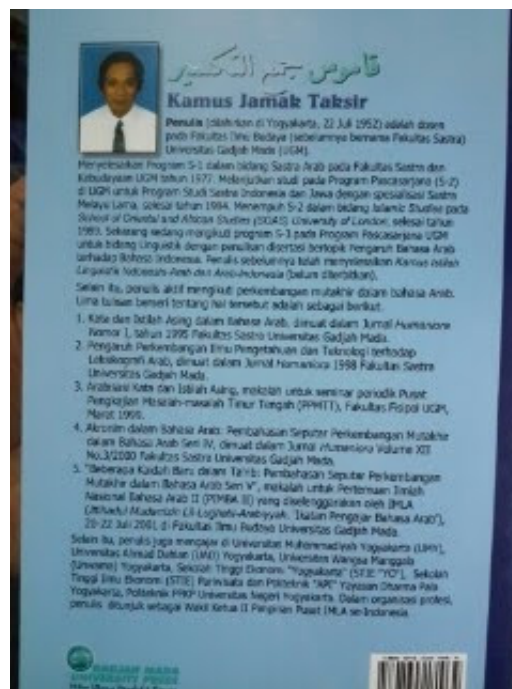 قاموس جمع التكسير
Kamus Jamak Taksir
Penulis (dilahirkan di Yogyakarta, 22 Juli 1952) adalah dosen
pada Fakultas Ilmu Budaya (sebelumnya bernama Fakultas Sastra)
Universitas Gadjah Mada (UGM).
Menyelesaikan Program S-1 dalam bidang Sastra Arab pada Fakultas Sastra dan
Kebudayaan UGM tahun 1977. Melanjutkan studi pada Program Pascasarjana (S-2)
di UGM untuk Program Studi Sastra Indonesia dan Jawa dengan spesialisasi Sastra
Melayu Lama, selesai tahun 1994. Menempuh S-2 dalam bidang Islamic Studies pada
School of Oriental and African Studies (SOAS) University of London, selesai tahun
1989. Sekarang sedang mengikuti program S-3 pada Program Pascasarjana UGM
untuk bidang Linguistik dengan penulisan disertasi bertopik Pengaruh Bahasa Arab
terhadap Bahasa Indonesia. Penulis sebelumnya telah menyelesaikan Kamus Istilah
Linguistik Indonesia-Arab dan Arab-Indonesia (belum diterbitkan).
Selain itu, penulis aktif mengikuti perkembangan mutakhir dalam bahasa Arab.
Lima tulisan berseri tentang hal tersebut adalah sebagai berikut.
1. Kata dan Istilah Asing dalam Bahasa Arab, dimuat dalam Jurnal Humaniora
Nomor I, tahun 1995 Fakultas Sastra Universitas Gadjah Mada.
2. Pengaruh Perkembangan Ilmu Pengetahuan dan Teknologi terhadap
Leksikografi Arab, dimuat dalam Jurnal Humaniora 1998 Fakultas Sastra
Universitas Gadjah Mada.
3. Arabisasi Kata dan Istilah Asing, makalah untuk seminar periodik Pusat
Pengkajian Masalah-masalah Timur Tengah (PPMTT), Fakultas Fisipol UGM,
Maret 1999.
4. Akronim dalam Bahasa Arab: Pembahasan Seputar Perkembangan Mutakhir
dalam Bahasa Arab Seri IV, dimuat dalam Jurnal Humaniora Volume XII
No.3/2000 Fakultas Sastra Universitas Gadjah Mada.
5. "Beberapa Kaidah Baru dalam Ta'rib: Pembahasan Seputar Perkembangan
Mutakhir dalam Bahasa Arab Seri V", makalah untuk Pertemuan Ilmiah
Nasional Bahasa Arab II (PINBA II) yang diselenggarakan oleh IMLA
(Ittihadu Mudarrisin Lil-Lughah Arabiyyah, Ikatan Pengajar Bahasa Arab"),
20-22 Juli 2001, di Fakultas Ilmu Budaya Universitas Gadjah Mada.
Selain itu, penulis juga mengajar di Universitas Muhammadiyah Yogyakarta (UMY),
Universitas Ahmad Dahlan (UAD) Yogyakarta, Universitas Wangsa Manggala
(Unwama) Yogyakarta, Sekolah Tinggi Ekonomi "Yogyakarta" (STIE "YO"), Sekolah
Tinggi Ilmu Ekonomi (STIE) Pariwisata dan Politeknik "API" Yayasan Dharma Pala
Yogyakarta, Politeknik PPKP Universitas Negeri Yogyakarta. Dalam organisasi profesi,
penulis ditunjuk sebagai Wakil Ketua II Pimpinan Pusat IMLA se-Indonesia.
GADJAH MADA
UNIVERSITY PRESS